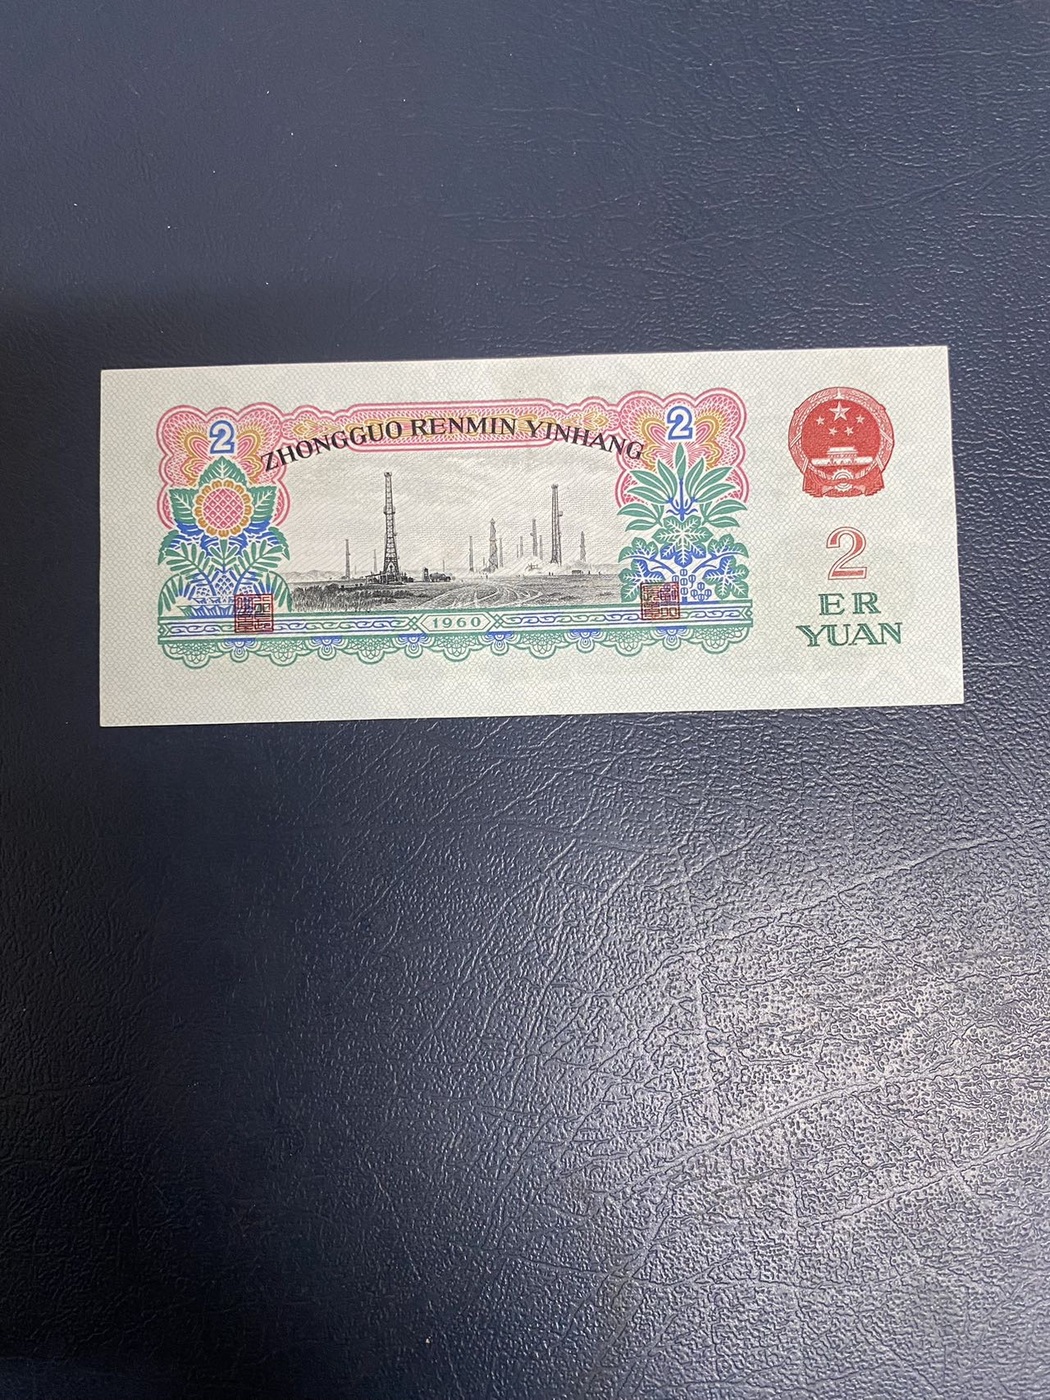 2
ZHONGGUO RENMIN YINHANG
2
1960
2
ER
YUAN